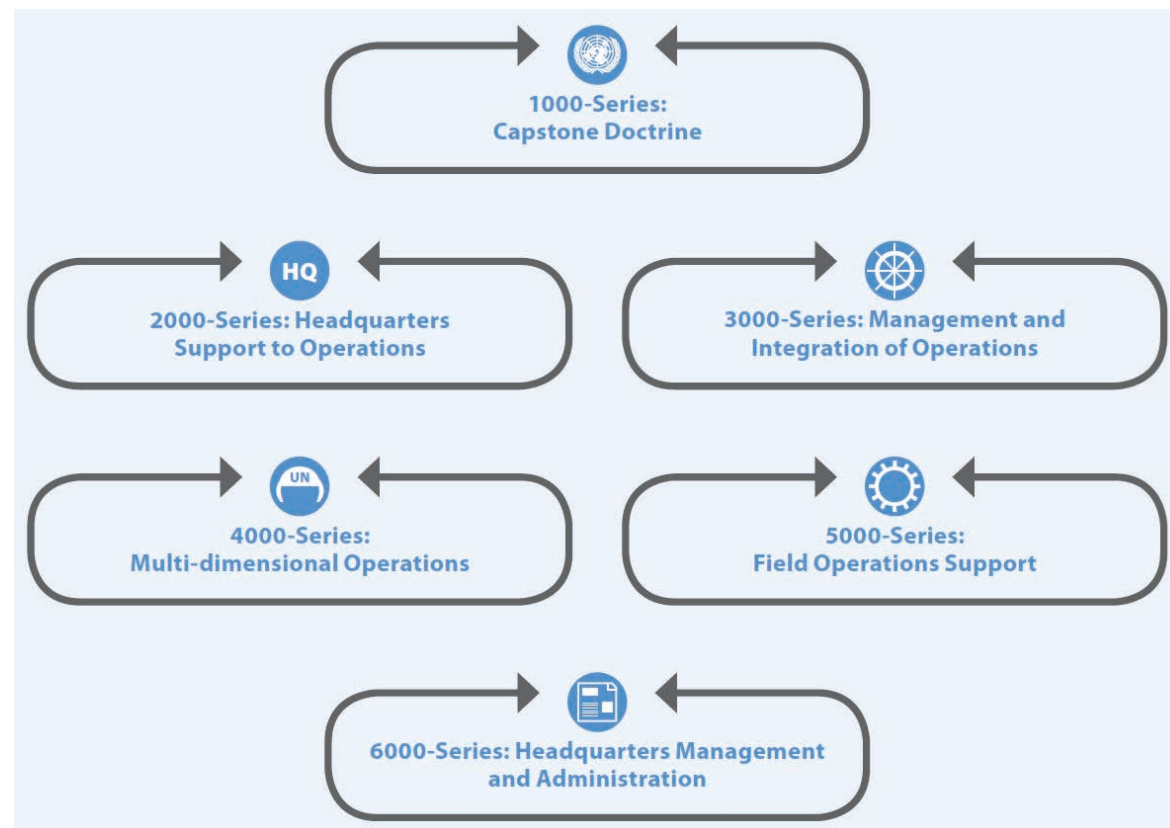 1000-Series:
Capstone Doctrine
HQ
2000-Series: Headquarters
Support to Operations
3000-Series: Management and
Integration of Operations
UN
4000-Series:
Multi-dimensional Operations
5000-Series:
Field Operations Support
6000-Series: Headquarters Management
and Administration